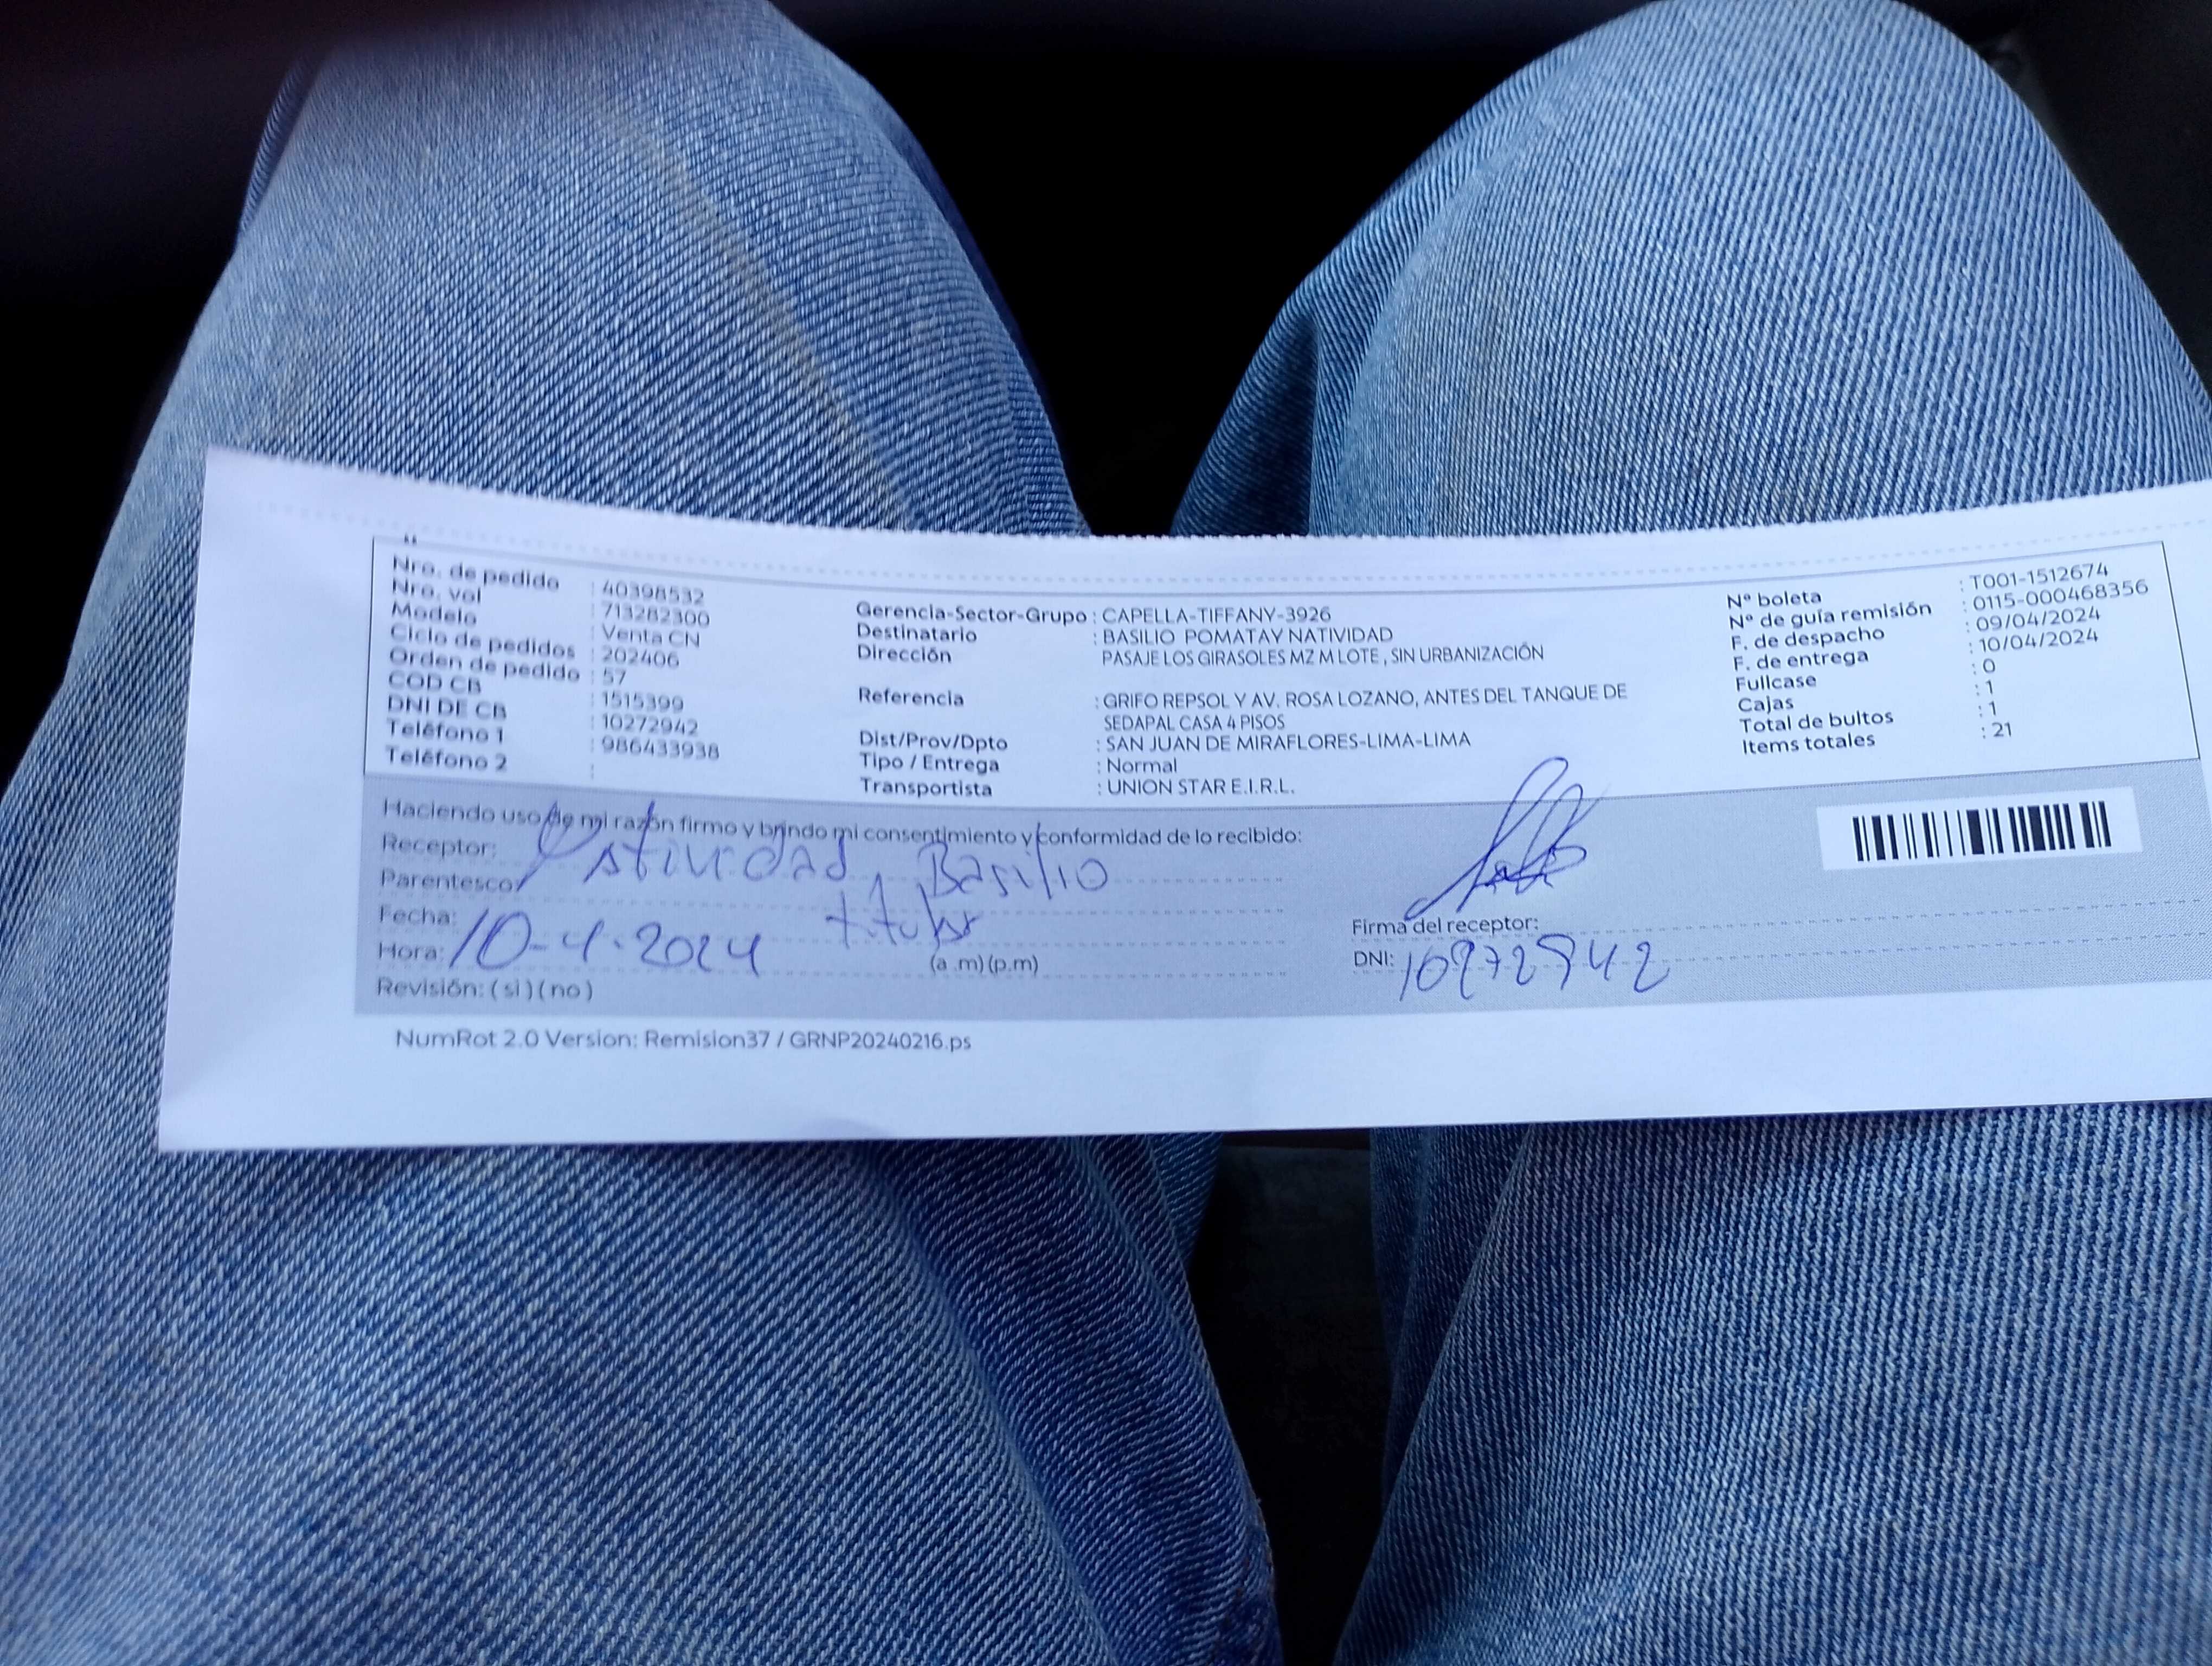 Nro. de pedido : 40398532
Nro. vol : 713282300
Modelo : Venta CN
Ciclo de pedidos : 202406
Orden de pedido : 57
COD CB : 1515399
DNI DE CB : 10272942
Teléfono 1 : 986433938
Teléfono 2 :
Gerencia-Sector-Grupo : CAPELLA-TIFFANY-3926
Destinatario : BASILIO POMATAY NATIVIDAD
Dirección PASAJE LOS GIRASOLES MZ M LOTE , SIN URBANIZACIÓN
Referencia : GRIFO REPSOL Y AV. ROSA LOZANO, ANTES DEL TANQUE DE
SEDAPAL CASA 4 PISOS
Dist/Prov/Dpto : SAN JUAN DE MIRAFLORES-LIMA-LIMA
Tipo / Entrega : Normal
Transportista : UNION STAR E.I.R.L.
N° boleta : T001-1512674
N° de guía remisión : 0115-000468356
F. de despacho : 09/04/2024
F. de entrega : 10/04/2024
Fullcase : 0
Cajas : 1
Total de bultos : 1
Items totales : 21
Haciendo uso de mi razón firmo y brindo mi consentimiento y conformidad de lo recibido:
Receptor: Basilio
Parentesco: titular
Fecha: 10-4-2024
Hora: (a .m) (p.m)
Revisión: ( si ) ( no )
Firma del receptor:
DNI: 10272942
NumRot 2.0 Version: Remision37 / GRNP20240216.ps